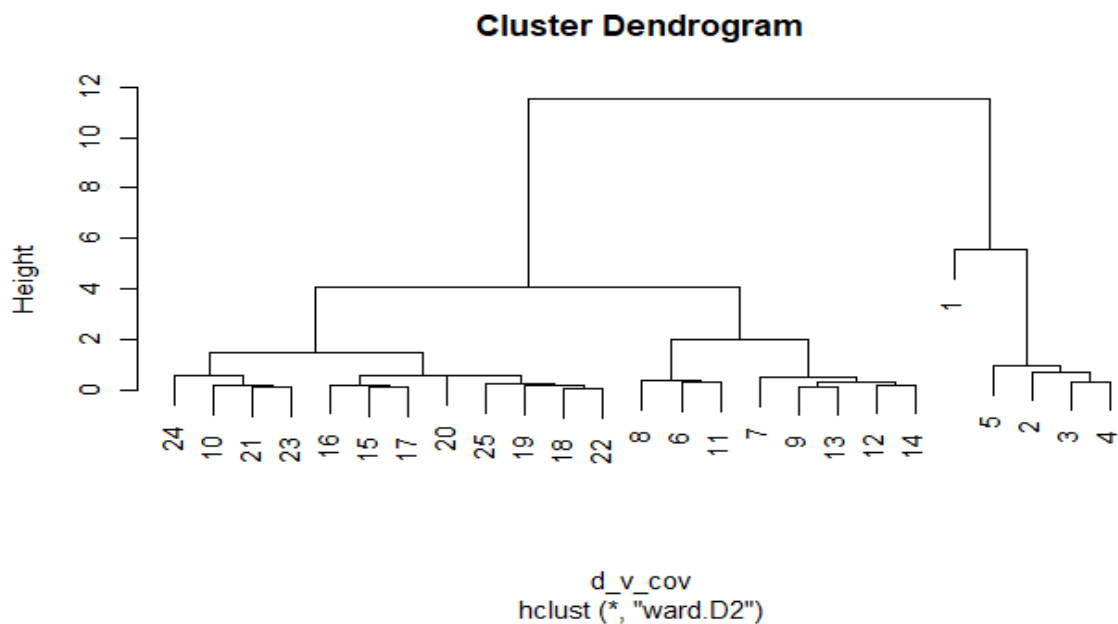 Cluster Dendrogram
Height
12
10
8
6
4
2
0
24 10 21 23 16 15 17 20 25 19 18 22 8 6 11 7 9 13 12 14 1 5 2 3 4
d_v_cov
hclust (*, "ward.D2")